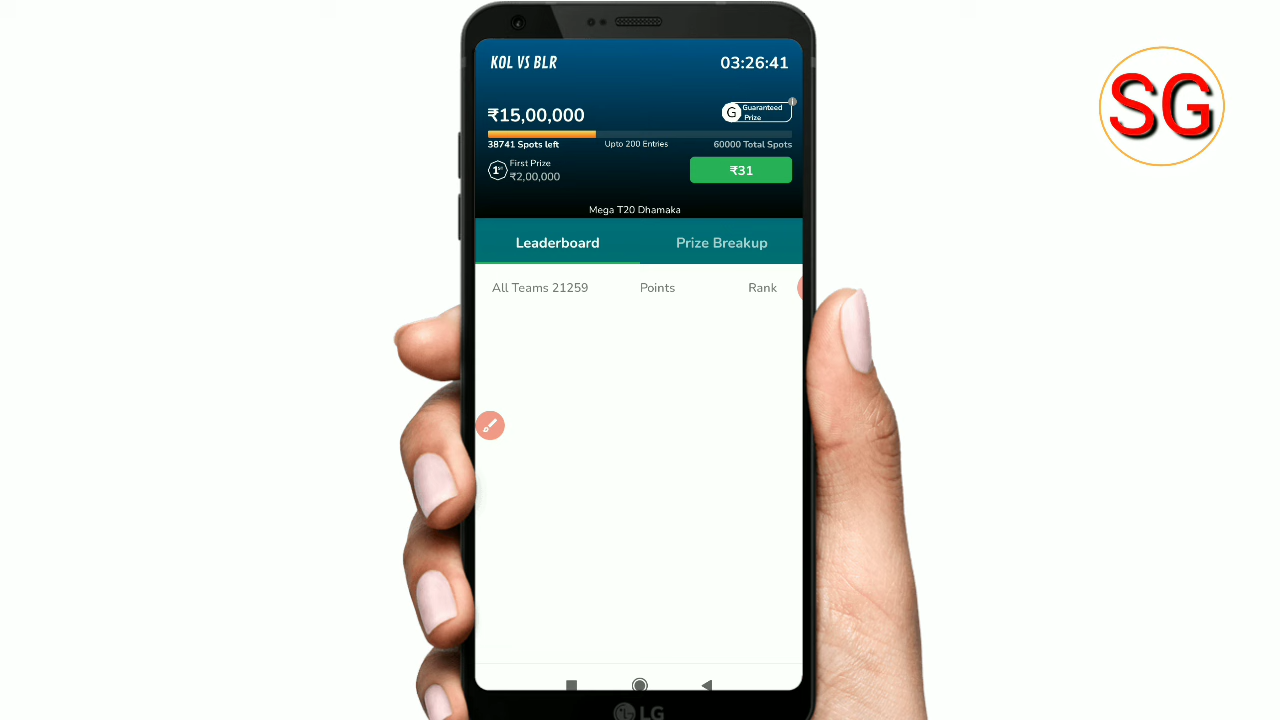 KOL VS BLR 03:26:41
₹15,00,000
G Guaranteed Prize
38741 Spots left Upto 200 Entries 60000 Total Spots
1ST First Prize
₹2,00,000
₹31
Mega T20 Dhamaka
Leaderboard Prize Breakup
All Teams 21259 Points Rank
LG
SG